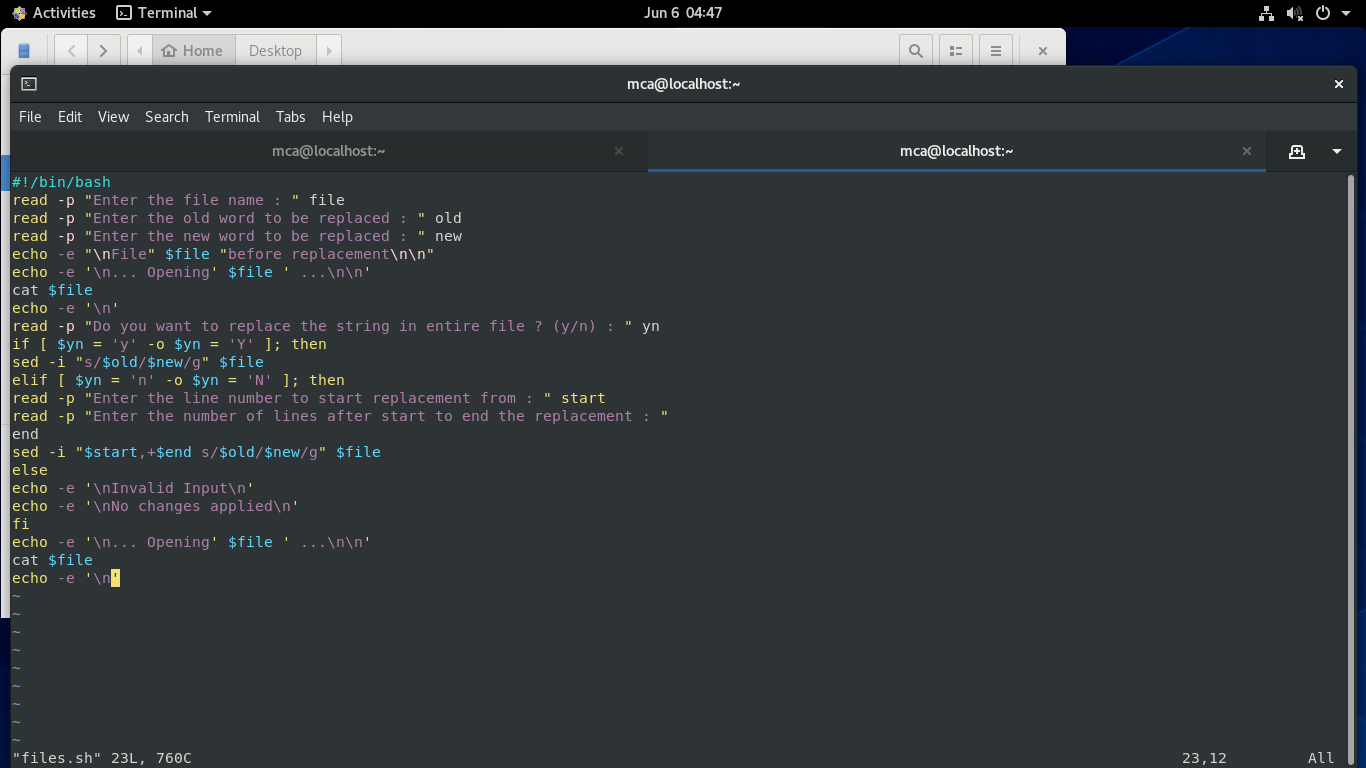 Activities Terminal Jun 6 04:47
Home Desktop
mca@localhost:~
File Edit View Search Terminal Tabs Help
mca@localhost:~ mca@localhost:~
#!/bin/bash
read -p "Enter the file name : " file
read -p "Enter the old word to be replaced : " old
read -p "Enter the new word to be replaced : " new
echo -e "\nFile" $file "before replacement\n\n"
echo -e '\n... Opening' $file ' ...\n\n'
cat $file
echo -e '\n'
read -p "Do you want to replace the string in entire file ? (y/n) : " yn
if [ $yn = 'y' -o $yn = 'Y' ]; then
sed -i "s/$old/$new/g" $file
elif [ $yn = 'n' -o $yn = 'N' ]; then
read -p "Enter the line number to start replacement from : " start
read -p "Enter the number of lines after start to end the replacement : "
end
sed -i "$start,+$end s/$old/$new/g" $file
else
echo -e '\nInvalid Input\n'
echo -e '\nNo changes applied\n'
fi
echo -e '\n... Opening' $file ' ...\n\n'
cat $file
echo -e '\n'
~
~
~
~
~
~
~
~
~
"files.sh" 23L, 760C 23,12 All